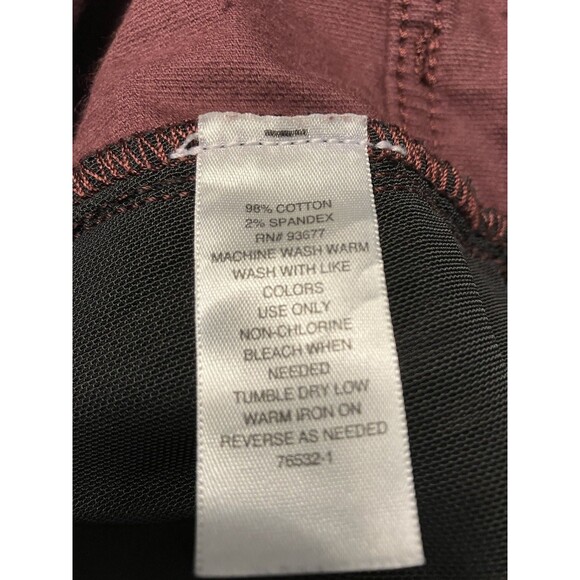 98% COTTON
2% SPANDEX
RN# 93677
MACHINE WASH WARM
WASH WITH LIKE
COLORS
USE ONLY
NON-CHLORINE
BLEACH WHEN
NEEDED
TUMBLE DRY LOW
WARM IRON ON
REVERSE AS NEEDED
76532-1